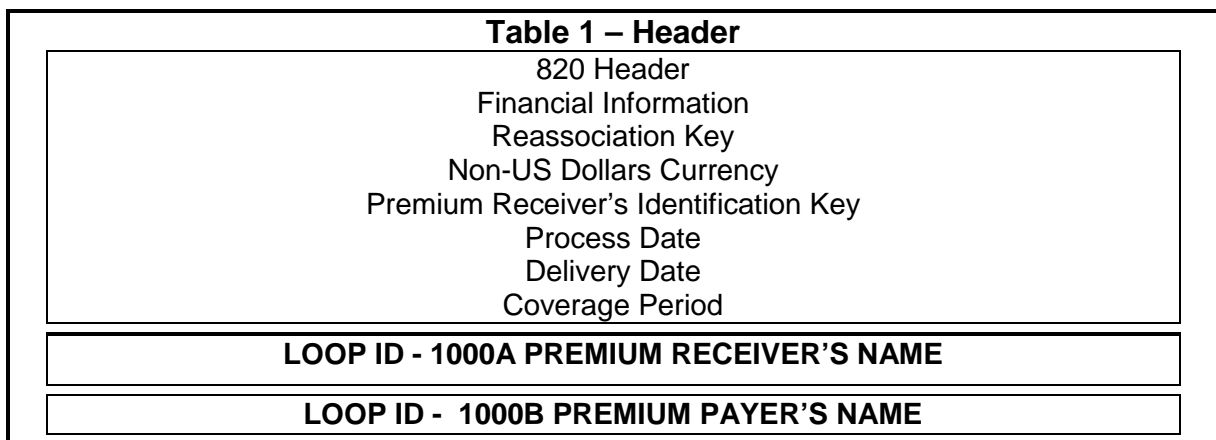 Table 1 – Header
820 Header
Financial Information
Reassociation Key
Non-US Dollars Currency
Premium Receiver’s Identification Key
Process Date
Delivery Date
Coverage Period
LOOP ID - 1000A PREMIUM RECEIVER’S NAME
LOOP ID - 1000B PREMIUM PAYER’S NAME